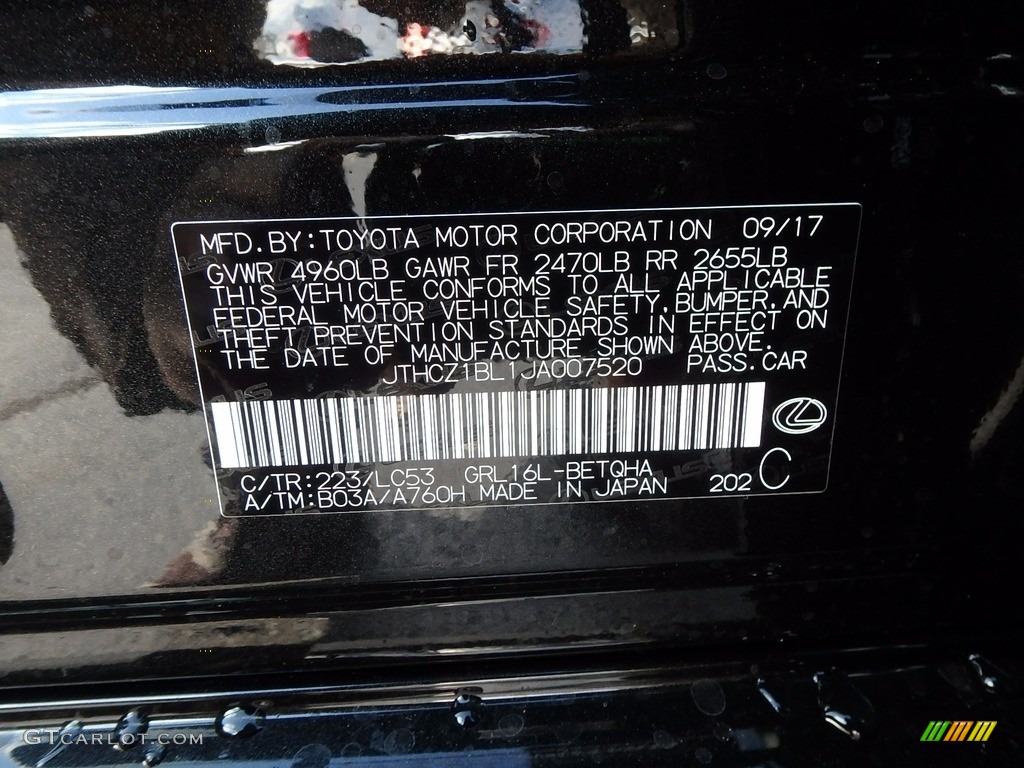 MFD.BY:TOYOTA MOTOR CORPORATION 09/17
GVWR 4960LB GAWR FR 2470LB RR 2655LB
THIS VEHICLE CONFORMS TO ALL APPLICABLE
FEDERAL MOTOR VEHICLE SAFETY,BUMPER,AND
THEFT PREVENTION STANDARDS IN EFFECT ON
THE DATE OF MANUFACTURE SHOWN ABOVE.
JTHCZ1BL1JA007520 PASS.CAR
C/TR:223/LC53 GRL16L-BETQHA
A/TM:B03A/A760H MADE IN JAPAN 202 C
GTCARLOT.COM